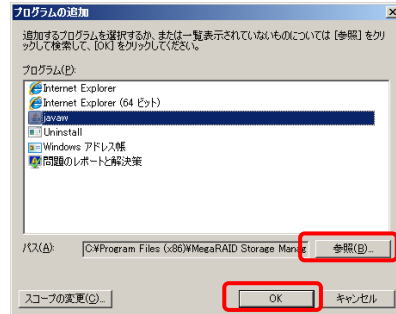 プログラムの追加
追加するプログラムを選択するか、または一覧表示されていないものについては [参照] をクリ
ックして検索して、[OK] をクリックしてください。
プログラム(P):
Internet Explorer
Internet Explorer (64 ビット)
javaw
Uninstall
Windows アドレス帳
問題のレポートと解決策
パス(A): C:¥Program Files (x86)¥MegaRAID Storage Manag 参照(B)...
スコープの変更(C)... OK キャンセル